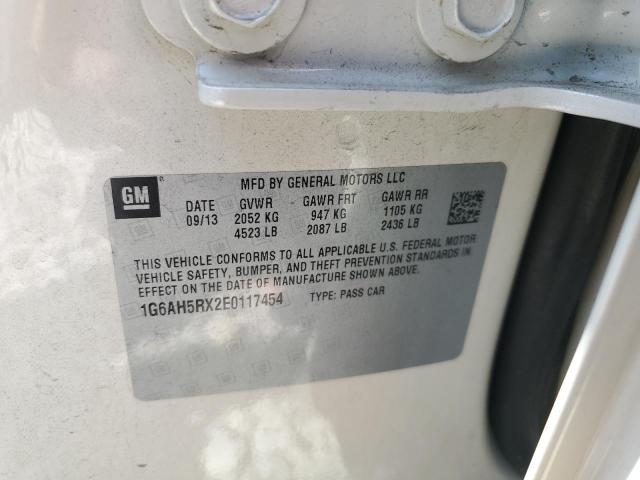 GM
MFD BY GENERAL MOTORS LLC
DATE GVWR GAWR FRT GAWR RR
09/13 2052 KG 947 KG 1105 KG
4523 LB 2087 LB 2436 LB
THIS VEHICLE CONFORMS TO ALL APPLICABLE U.S. FEDERAL MOTOR
VEHICLE SAFETY, BUMPER, AND THEFT PREVENTION STANDARDS IN
EFFECT ON THE DATE OF MANUFACTURE SHOWN ABOVE.
1G6AH5RX2E0117454 TYPE: PASS CAR